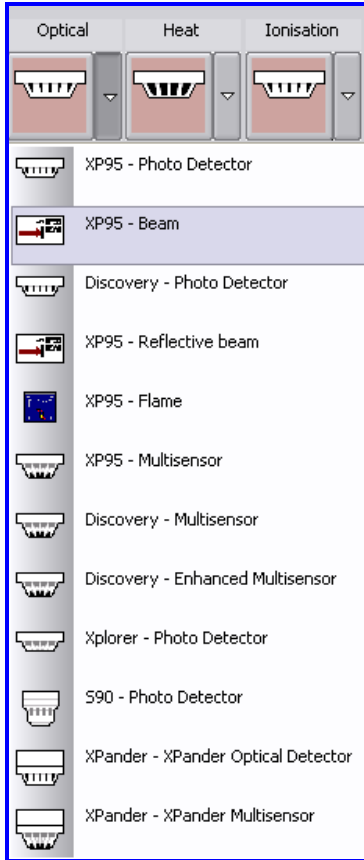 Optical Heat Ionisation
XP95 - Photo Detector
XP95 - Beam
Discovery - Photo Detector
XP95 - Reflective beam
XP95 - Flame
XP95 - Multisensor
Discovery - Multisensor
Discovery - Enhanced Multisensor
Xplorer - Photo Detector
S90 - Photo Detector
XPander - XPander Optical Detector
XPander - XPander Multisensor